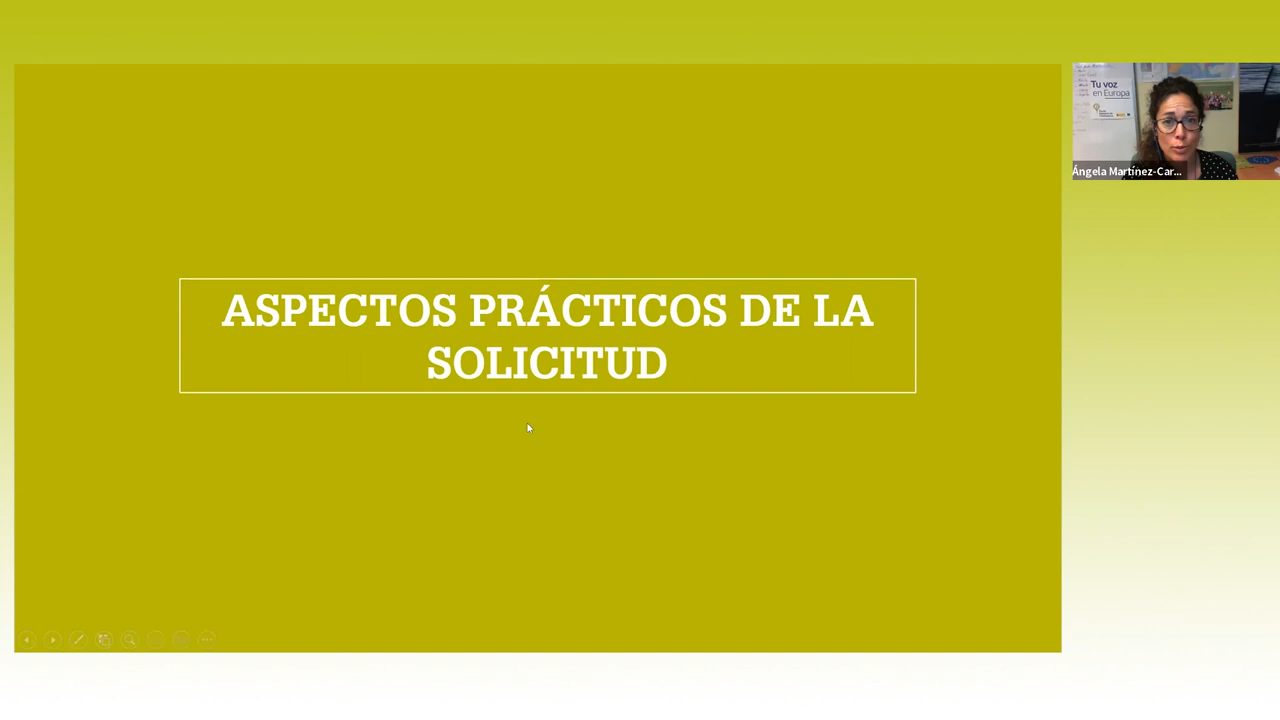 ASPECTOS PRÁCTICOS DE LA
SOLICITUD
Tu voz
en Europa
Ángela Martínez-Car...